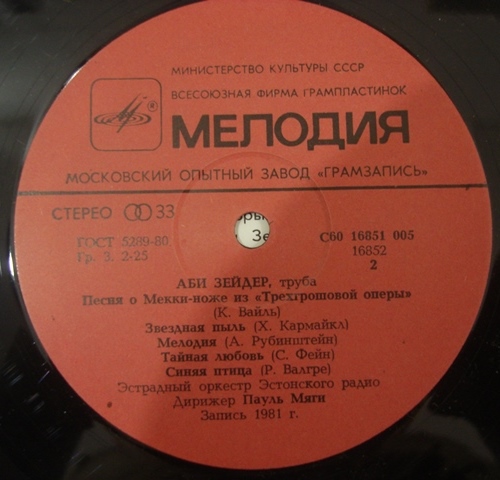 МИНИСТЕРСТВО КУЛЬТУРЫ СССР
ВСЕСОЮЗНАЯ ФИРМА ГРАМПЛАСТИНОК
МЕЛОДИЯ
МОСКОВСКИЙ ОПЫТНЫЙ ЗАВОД «ГРАМЗАПИСЬ»
СТЕРЕО 33
ГОСТ 5289-80
Гр. 3. 2-25
С60 16851 005
16852
2
АБИ ЗЕЙДЕР, труба
Песня о Мекки-ноже из «Трехгрошовой оперы»
(К. Вайль)
Звездная пыль (Х. Кармайкл)
Мелодия (А. Рубинштейн)
Тайная любовь (С. Фейн)
Синяя птица (Р. Валгре)
Эстрадный оркестр Эстонского радио
Дирижер Пауль Мяги
Запись 1981 г.